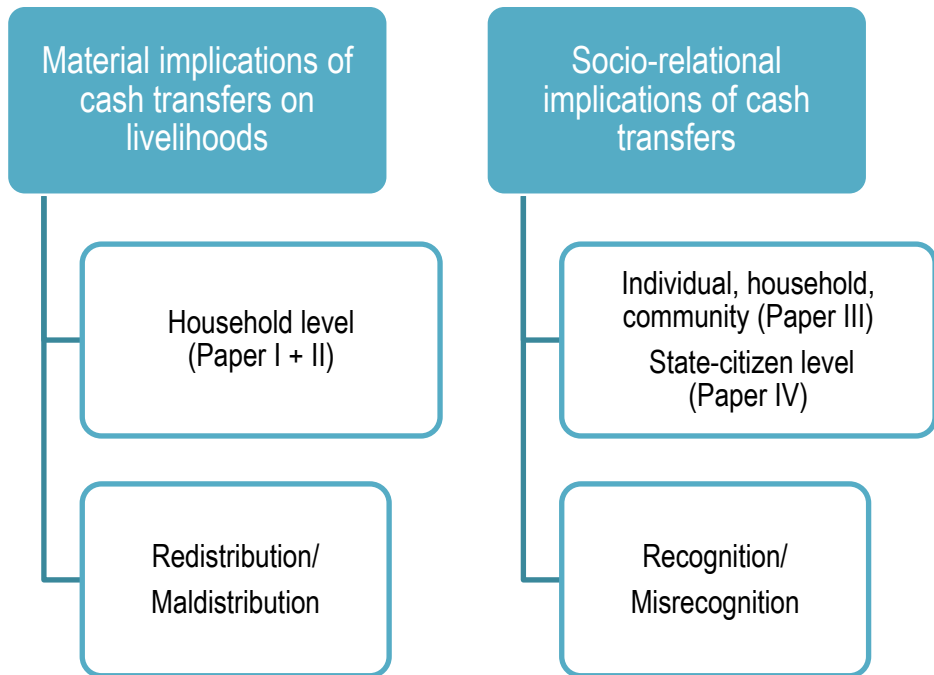 Material implications of
cash transfers on
livelihoods
Household level
(Paper I + II)
Redistribution/
Maldistribution
Socio-relational
implications of cash
transfers
Individual, household,
community (Paper III)
State-citizen level
(Paper IV)
Recognition/
Misrecognition